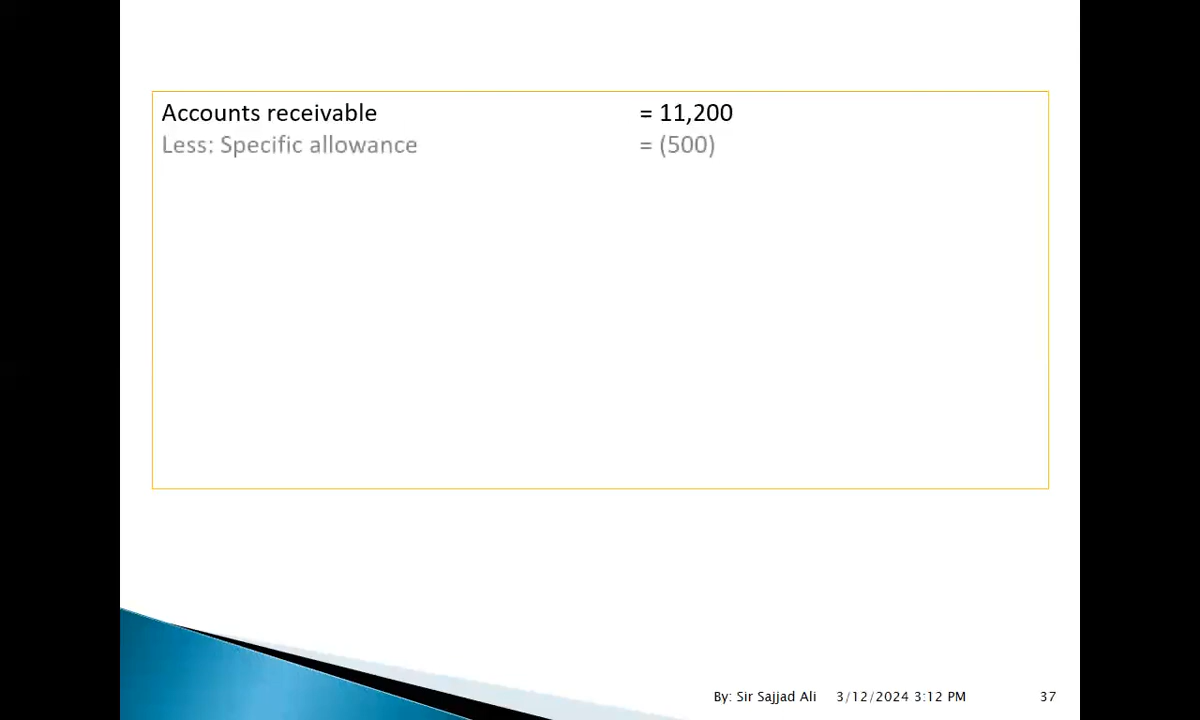 Accounts receivable = 11,200
Less: Specific allowance = (500)
By: Sir Sajjad Ali 3/12/2024 3:12 PM 37